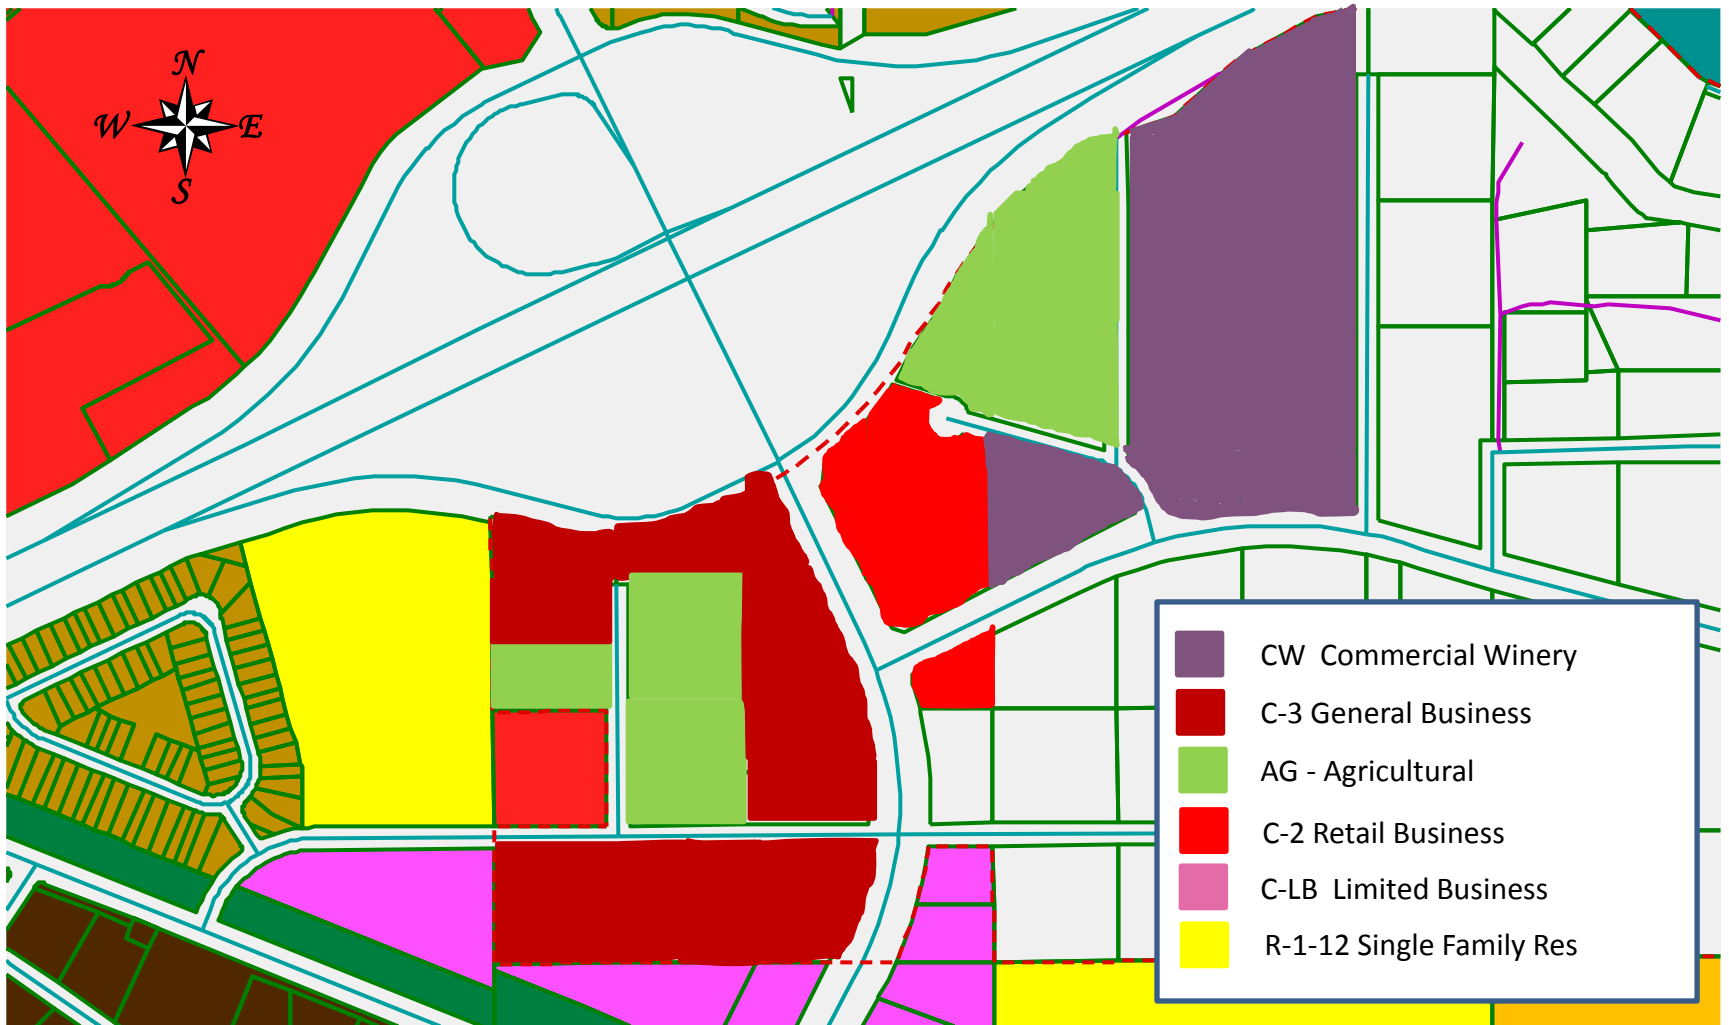 N
W E
S
CW Commercial Winery
C-3 General Business
AG - Agricultural
C-2 Retail Business
C-LB Limited Business
R-1-12 Single Family Res